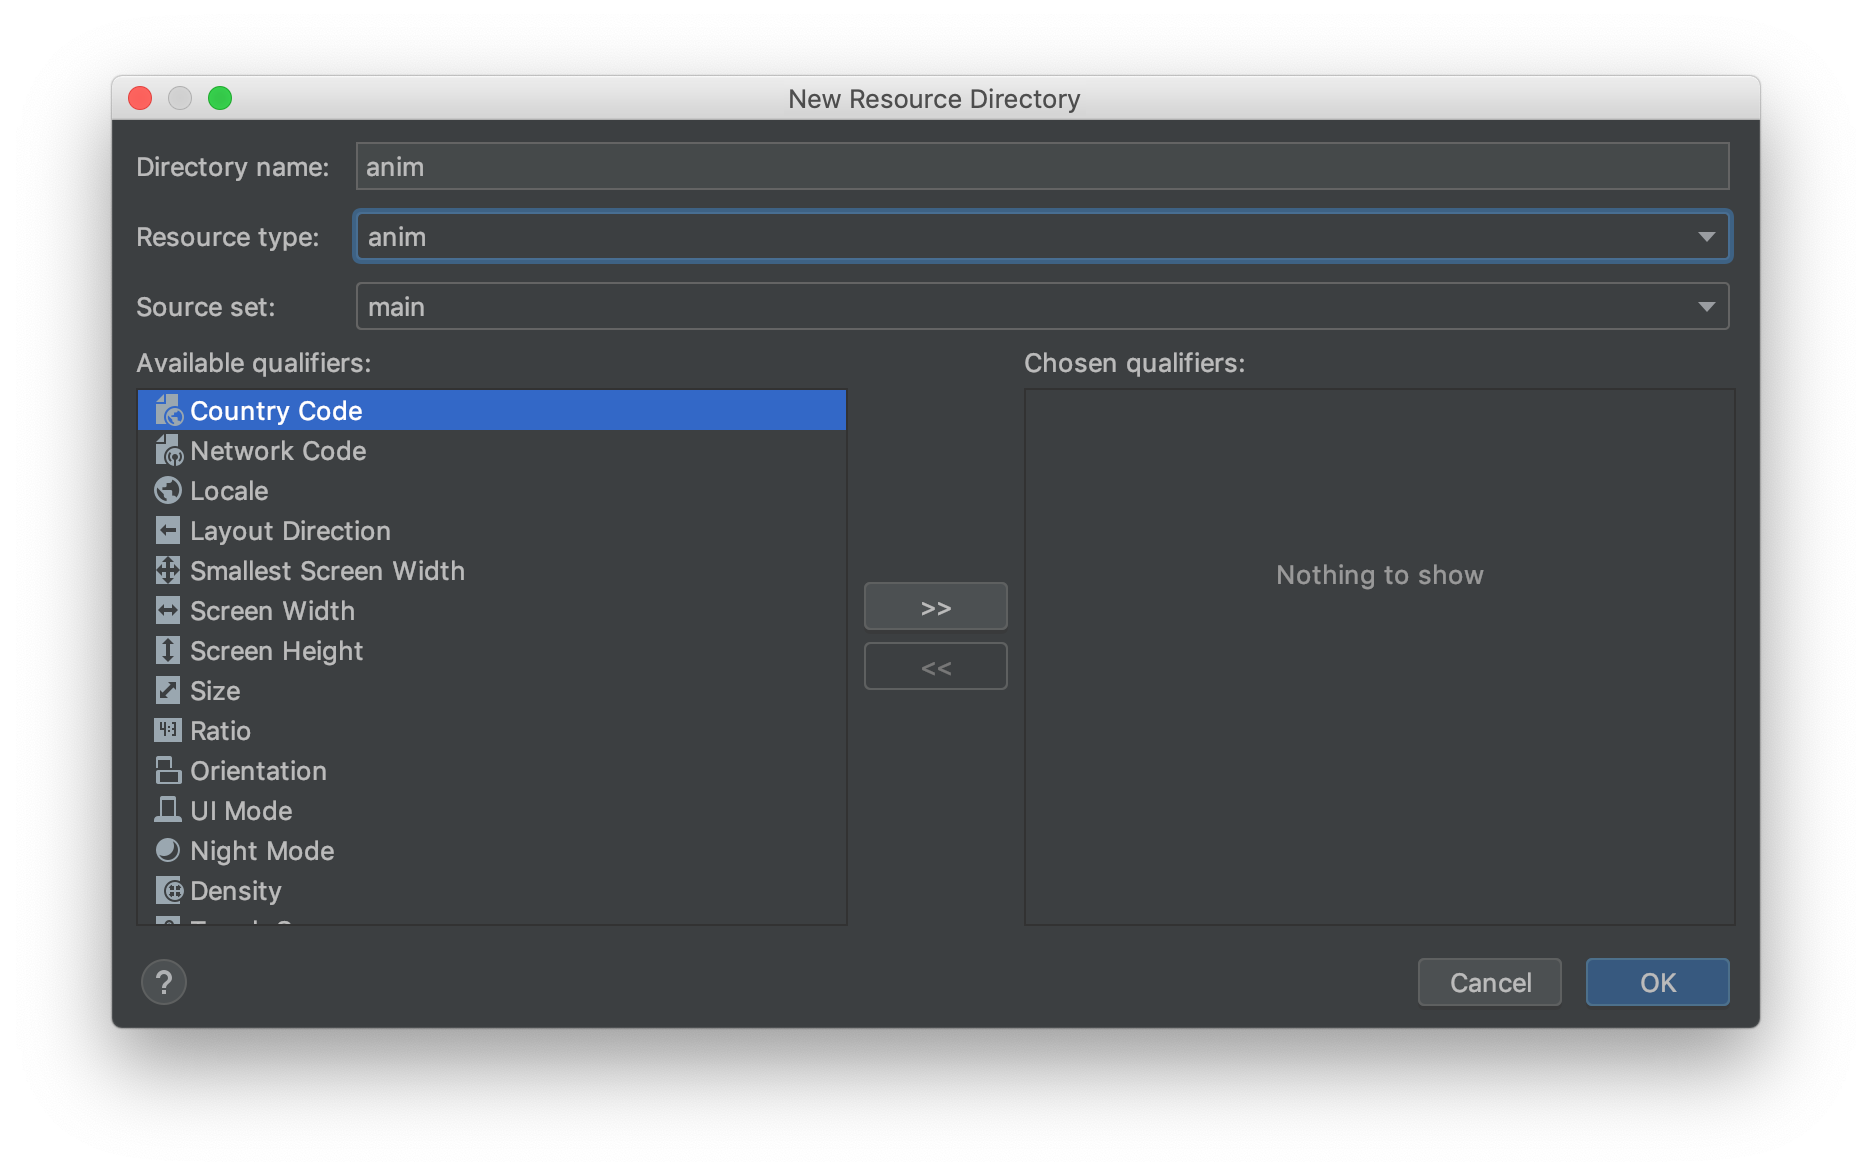 New Resource Directory
Directory name: anim
Resource type: anim
Source set: main
Available qualifiers:
Chosen qualifiers:
Country Code
Network Code
Locale
Layout Direction
Smallest Screen Width
Screen Width
Screen Height
Size
4:3 Ratio
Orientation
UI Mode
Night Mode
Density
>>
<<
Nothing to show
?
Cancel
OK